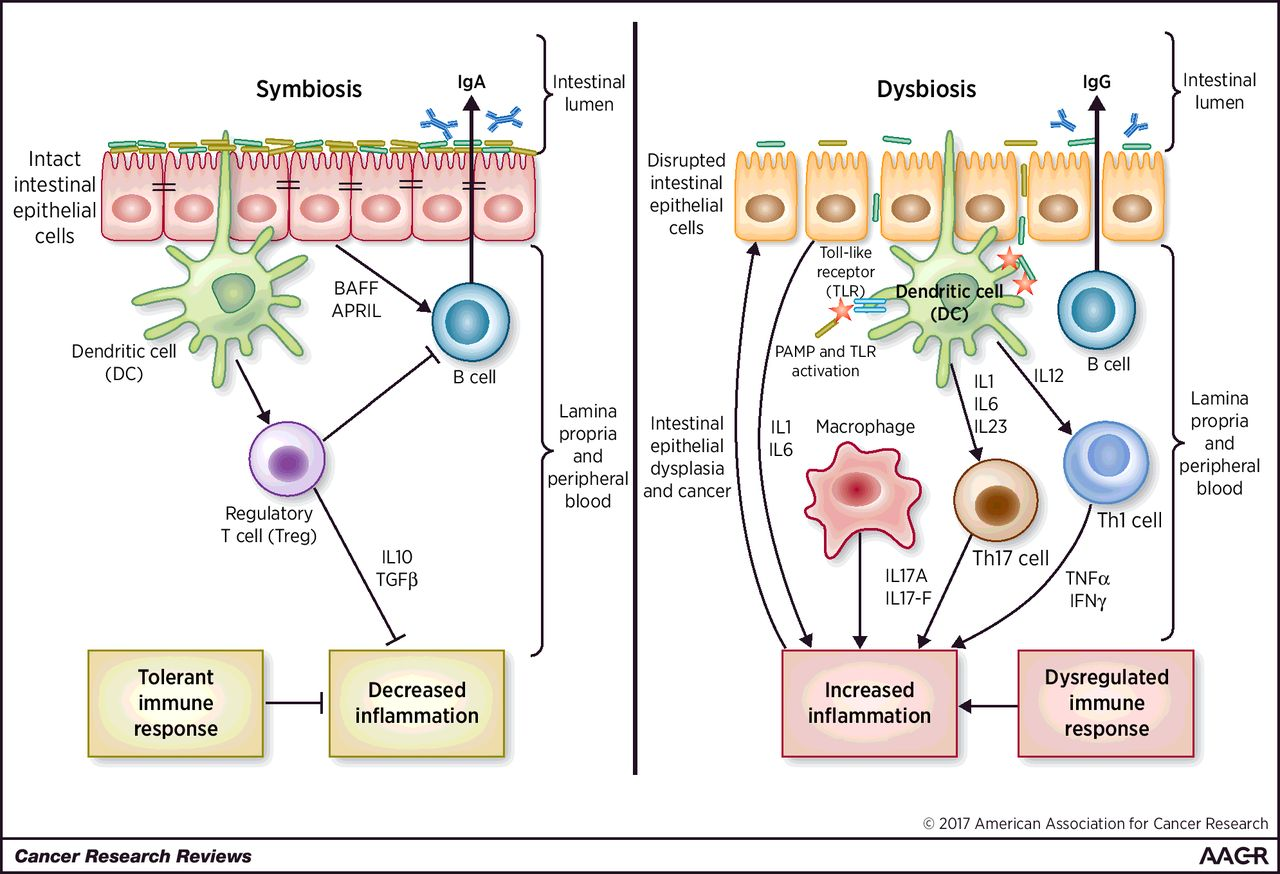 Symbiosis
IgA
Intestinal
lumen
Intact
intestinal
epithelial
cells
BAFF
APRIL
Dendritic cell
(DC)
B cell
Regulatory
T cell (Treg)
IL10
TGFβ
Lamina
propria
and
peripheral
blood
Tolerant
immune
response
Decreased
inflammation
Dysbiosis
IgG
Intestinal
lumen
Disrupted
intestinal
epithelial
cells
Toll-like
receptor
(TLR)
Dendritic cell
(DC)
PAMP and TLR
activation
B cell
IL1
IL6
IL23
IL12
Intestinal
epithelial
dysplasia
and cancer
IL1
IL6
Macrophage
Th17 cell
Th1 cell
IL17A
IL17-F
TNFα
IFNγ
Lamina
propria
and
peripheral
blood
Increased
inflammation
Dysregulated
immune
response
© 2017 American Association for Cancer Research
Cancer Research Reviews
AACR